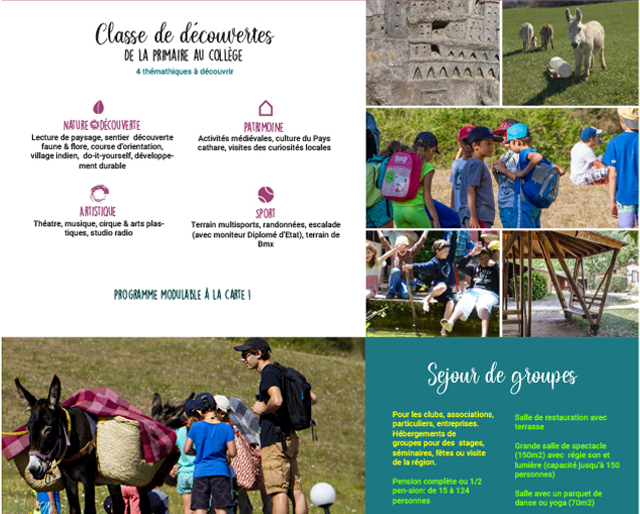 Classe de découvertes
DE LA PRIMAIRE AU COLLÈGE
4 thémathiques à découvrir
NATURE DÉCOUVERTE
Lecture de paysage, sentier découverte
faune & flore, course d'orientation,
village indien, do-it-yourself, développe-
ment durable
PATRIMOINE
Activités médiévales, culture du Pays
cathare, visites des curiosités locales
ARTISTIQUE
Théatre, musique, cirque & arts plas-
tiques, studio radio
SPORT
Terrain multisports, randonnées, escalade
(avec moniteur Diplomé d'Etat), terrain de
Bmx
PROGRAMME MODULABLE À LA CARTE !
Sejour de groupes
Pour les clubs, associations,
particuliers, entreprises.
Hébergements de
groupes pour des stages,
séminaires, fêtes ou visite
de la région.
Pension complète ou 1/2
pen-sion: de 15 à 124
personnes
Salle de restauration avec
terrasse
Grande salle de spectacle
(150m2) avec régie son et
lumière (capacité jusqu'à 150
personnes)
Salle avec un parquet de
danse ou yoga (70m2)